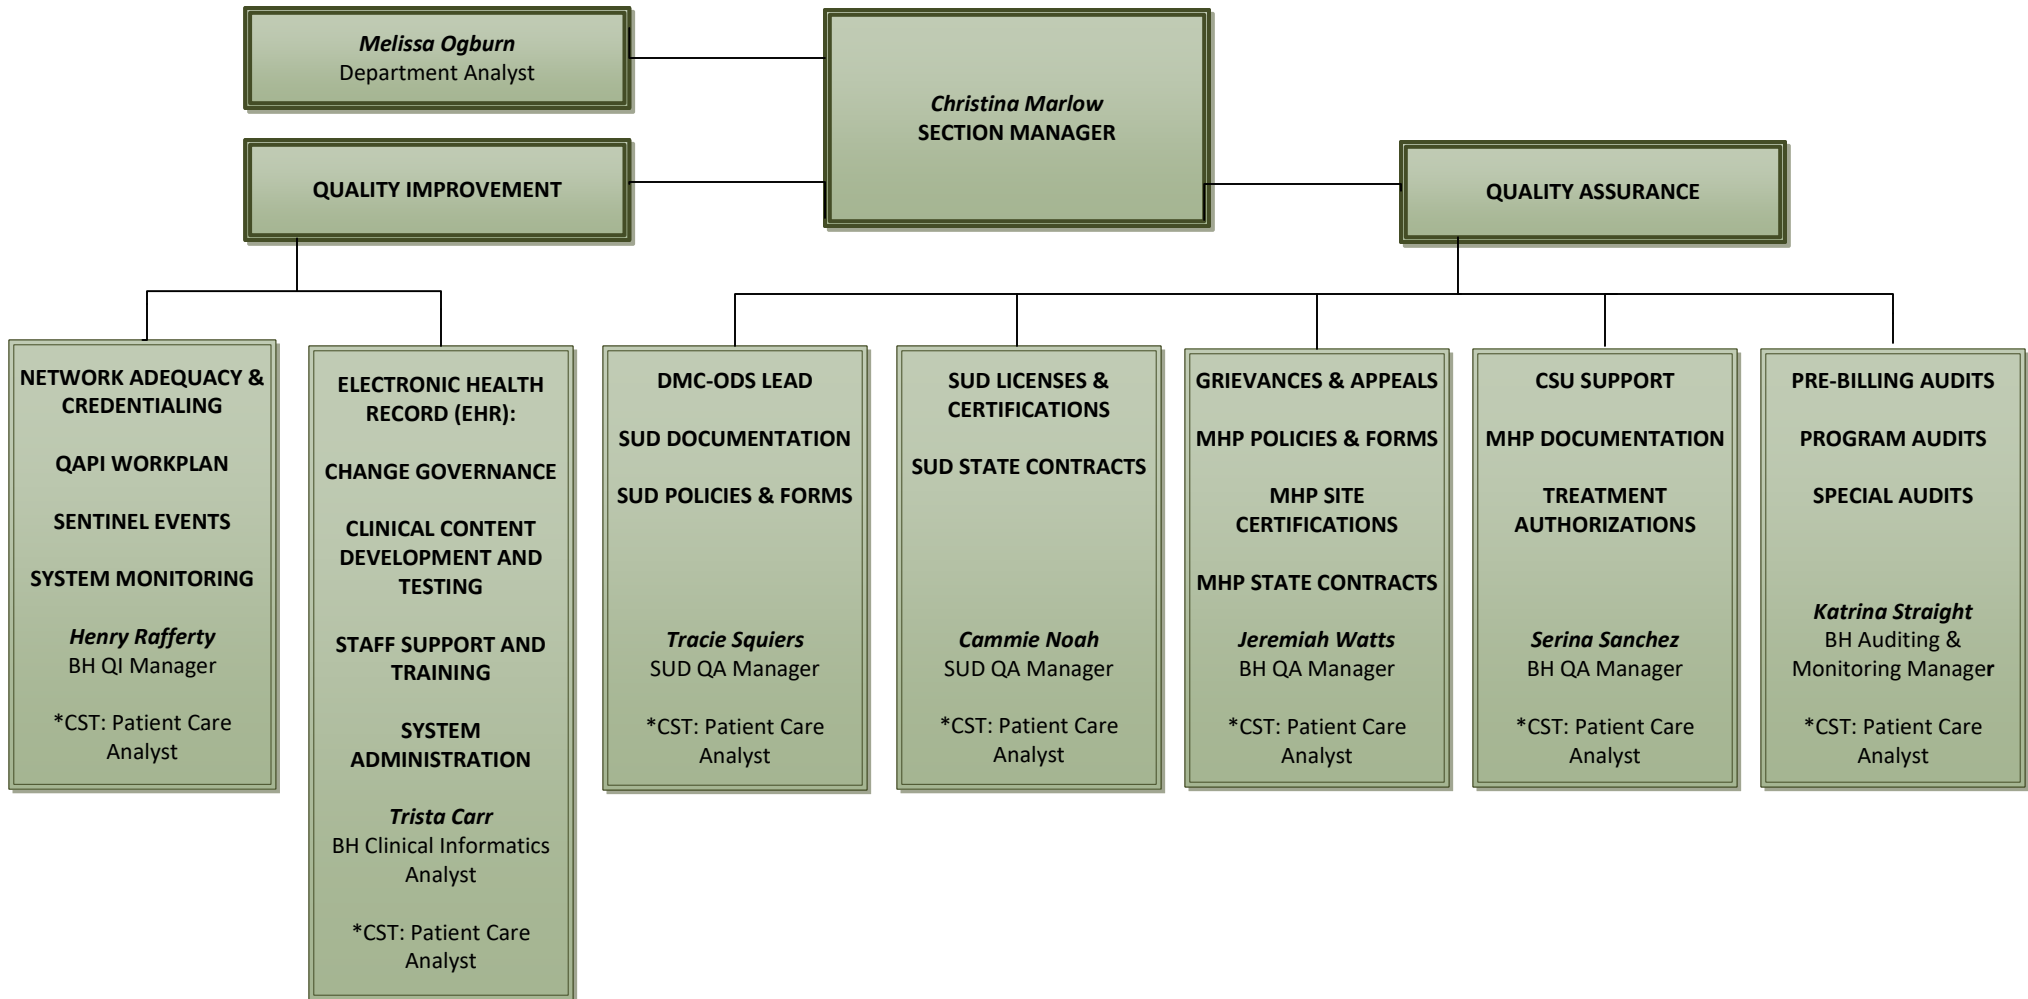 Melissa Ogburn
Department Analyst
Christina Marlow
SECTION MANAGER
QUALITY IMPROVEMENT
QUALITY ASSURANCE
NETWORK ADEQUACY &
CREDENTIALING
QAPI WORKPLAN
SENTINEL EVENTS
SYSTEM MONITORING
Henry Rafferty
BH QI Manager
*CST: Patient Care
Analyst
ELECTRONIC HEALTH
RECORD (EHR):
CHANGE GOVERNANCE
CLINICAL CONTENT
DEVELOPMENT AND
TESTING
STAFF SUPPORT AND
TRAINING
SYSTEM
ADMINISTRATION
Trista Carr
BH Clinical Informatics
Analyst
*CST: Patient Care
Analyst
DMC-ODS LEAD
SUD DOCUMENTATION
SUD POLICIES & FORMS
Tracie Squiers
SUD QA Manager
*CST: Patient Care
Analyst
SUD LICENSES &
CERTIFICATIONS
SUD STATE CONTRACTS
Cammie Noah
SUD QA Manager
*CST: Patient Care
Analyst
GRIEVANCES & APPEALS
MHP POLICIES & FORMS
MHP SITE
CERTIFICATIONS
MHP STATE CONTRACTS
Jeremiah Watts
BH QA Manager
*CST: Patient Care
Analyst
CSU SUPPORT
MHP DOCUMENTATION
TREATMENT
AUTHORIZATIONS
Serina Sanchez
BH QA Manager
*CST: Patient Care
Analyst
PRE-BILLING AUDITS
PROGRAM AUDITS
SPECIAL AUDITS
Katrina Straight
BH Auditing &
Monitoring Manager
*CST: Patient Care
Analyst